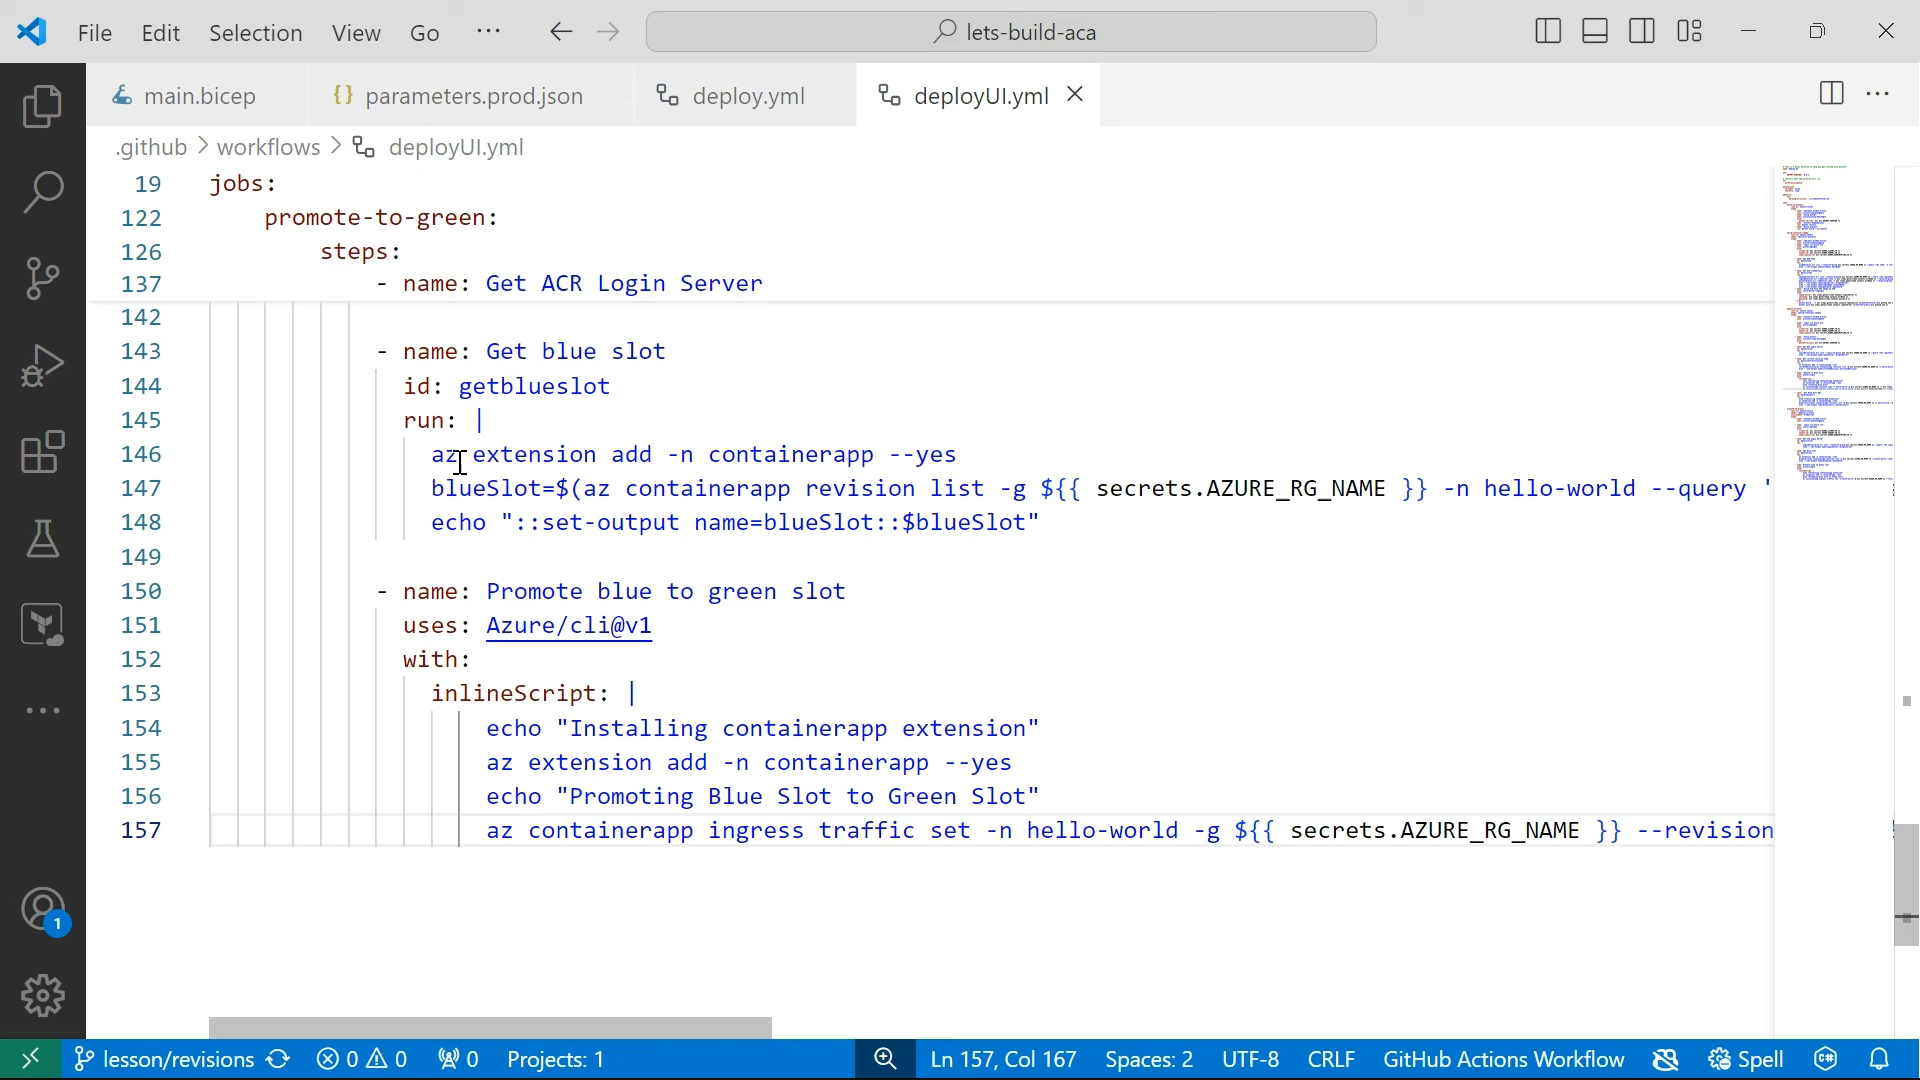 File Edit Selection View Go ··· lets-build-aca
main.bicep {} parameters.prod.json deploy.yml deployUI.yml
.github > workflows > deployUI.yml
19 jobs:
122 promote-to-green:
126 steps:
137 - name: Get ACR Login Server
142
143 - name: Get blue slot
144 id: getblueslot
145 run: |
146 az extension add -n containerapp --yes
147 blueSlot=$(az containerapp revision list -g ${{ secrets.AZURE_RG_NAME }} -n hello-world --query '
148 echo "::set-output name=blueSlot::$blueSlot"
149
150 - name: Promote blue to green slot
151 uses: Azure/cli@v1
152 with:
153 inlineScript: |
154 echo "Installing containerapp extension"
155 az extension add -n containerapp --yes
156 echo "Promoting Blue Slot to Green Slot"
157 az containerapp ingress traffic set -n hello-world -g ${{ secrets.AZURE_RG_NAME }} --revision
1
lesson/revisions 0 0 0 Projects: 1 Ln 157, Col 167 Spaces: 2 UTF-8 CRLF GitHub Actions Workflow Spell